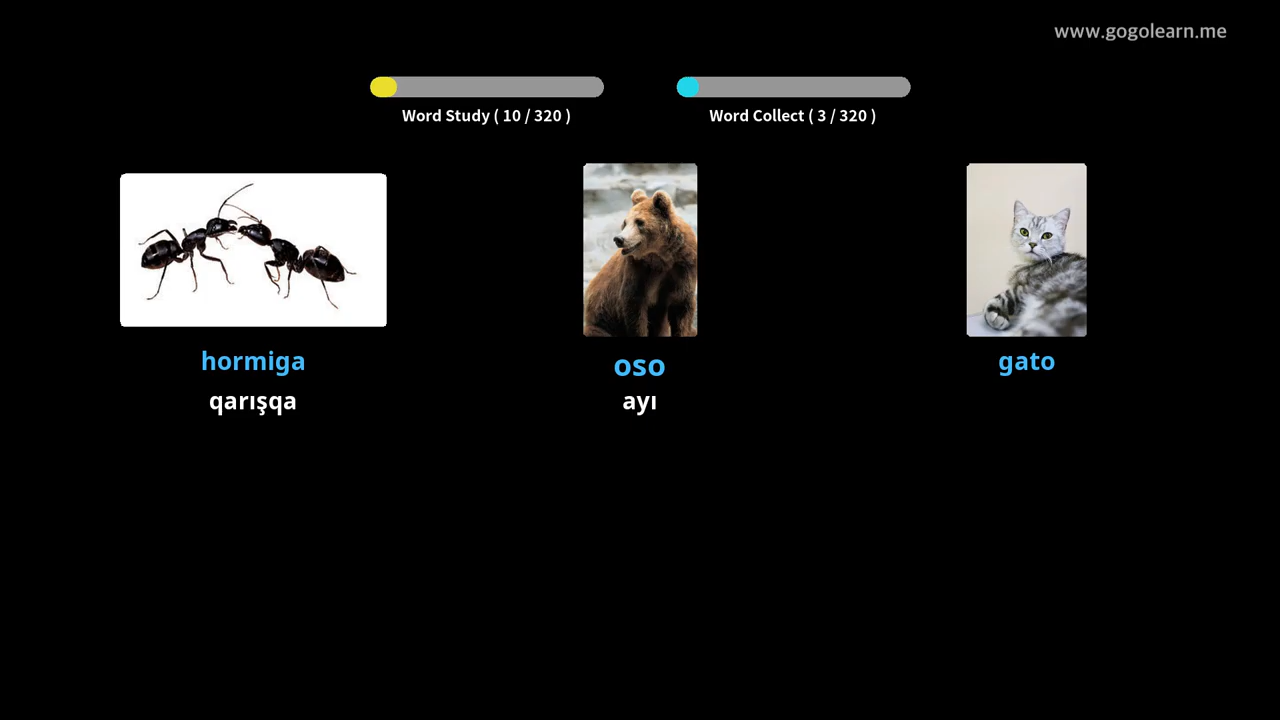 www.gogolearn.me
Word Study ( 10 / 320 )
Word Collect ( 3 / 320 )
hormiga
oso
gato
qarışqa
ayı